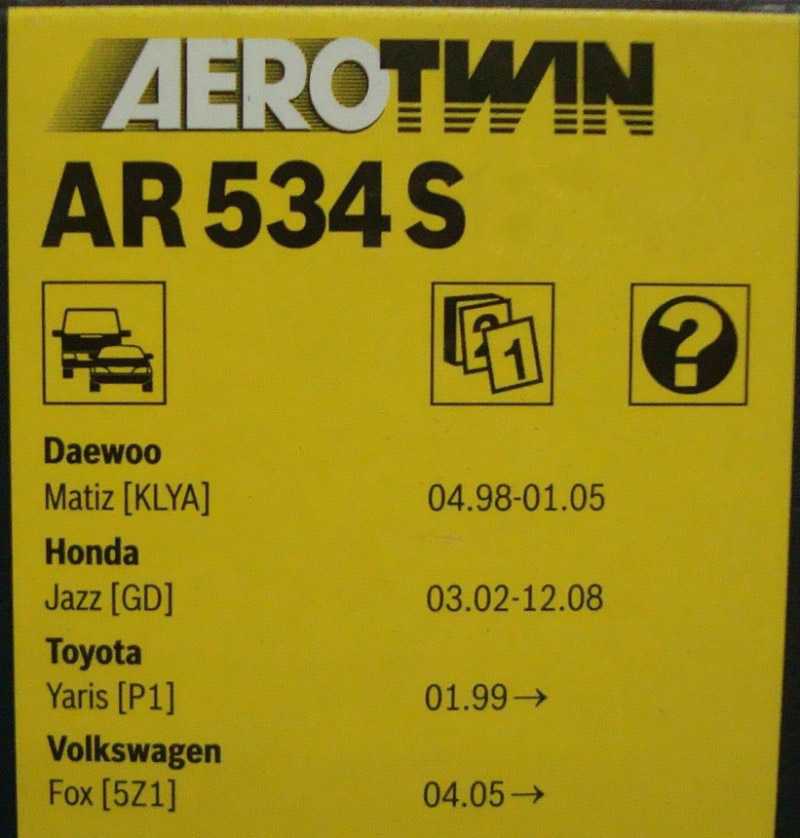 AEROTWIN
AR 534 S
2 1 ?
Daewoo
Matiz [KLYA] 04.98-01.05
Honda
Jazz [GD] 03.02-12.08
Toyota
Yaris [P1] 01.99→
Volkswagen
Fox [5Z1] 04.05→